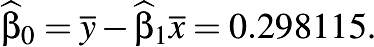 β̂₀ = y̅ − β̂₁x̅ = 0.298115.